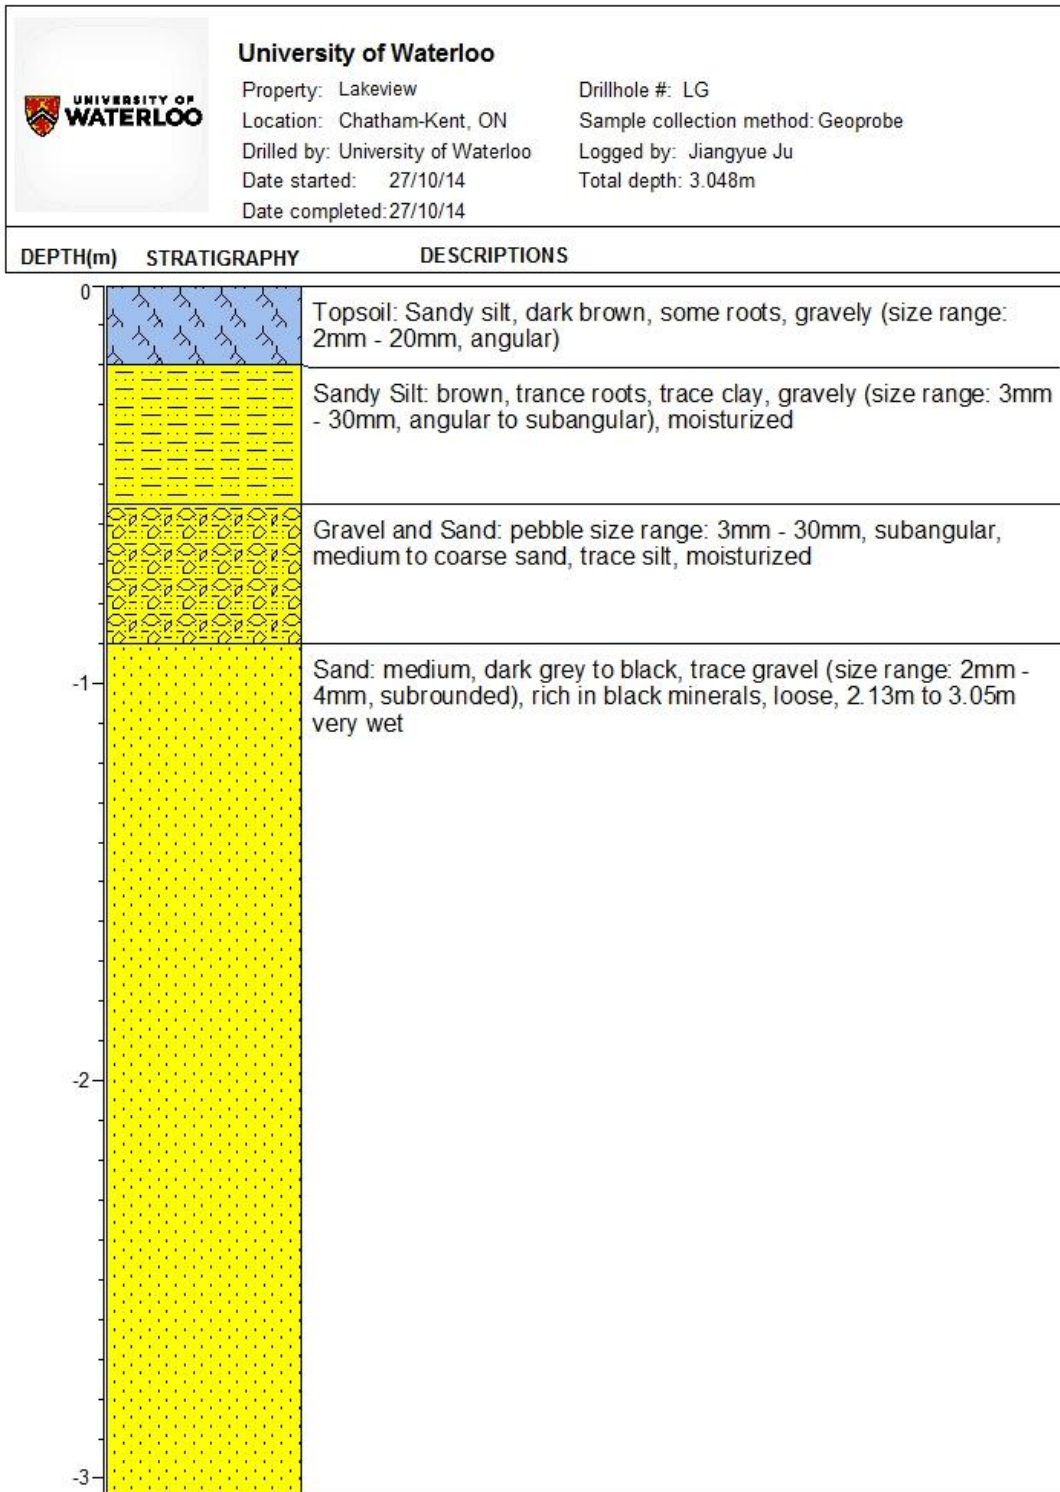 UNIVERSITY OF
WATERLOO
University of Waterloo
Property: Lakeview
Location: Chatham-Kent, ON
Drilled by: University of Waterloo
Date started: 27/10/14
Date completed:27/10/14
Drillhole #: LG
Sample collection method: Geoprobe
Logged by: Jiangyue Ju
Total depth: 3.048m
DEPTH(m) STRATIGRAPHY DESCRIPTIONS
0
Topsoil: Sandy silt, dark brown, some roots, gravely (size range:
2mm - 20mm, angular)
Sandy Silt: brown, trance roots, trace clay, gravely (size range: 3mm
- 30mm, angular to subangular), moisturized
Gravel and Sand: pebble size range: 3mm - 30mm, subangular,
medium to coarse sand, trace silt, moisturized
-1
Sand: medium, dark grey to black, trace gravel (size range: 2mm -
4mm, subrounded), rich in black minerals, loose, 2.13m to 3.05m
very wet
-2
-3